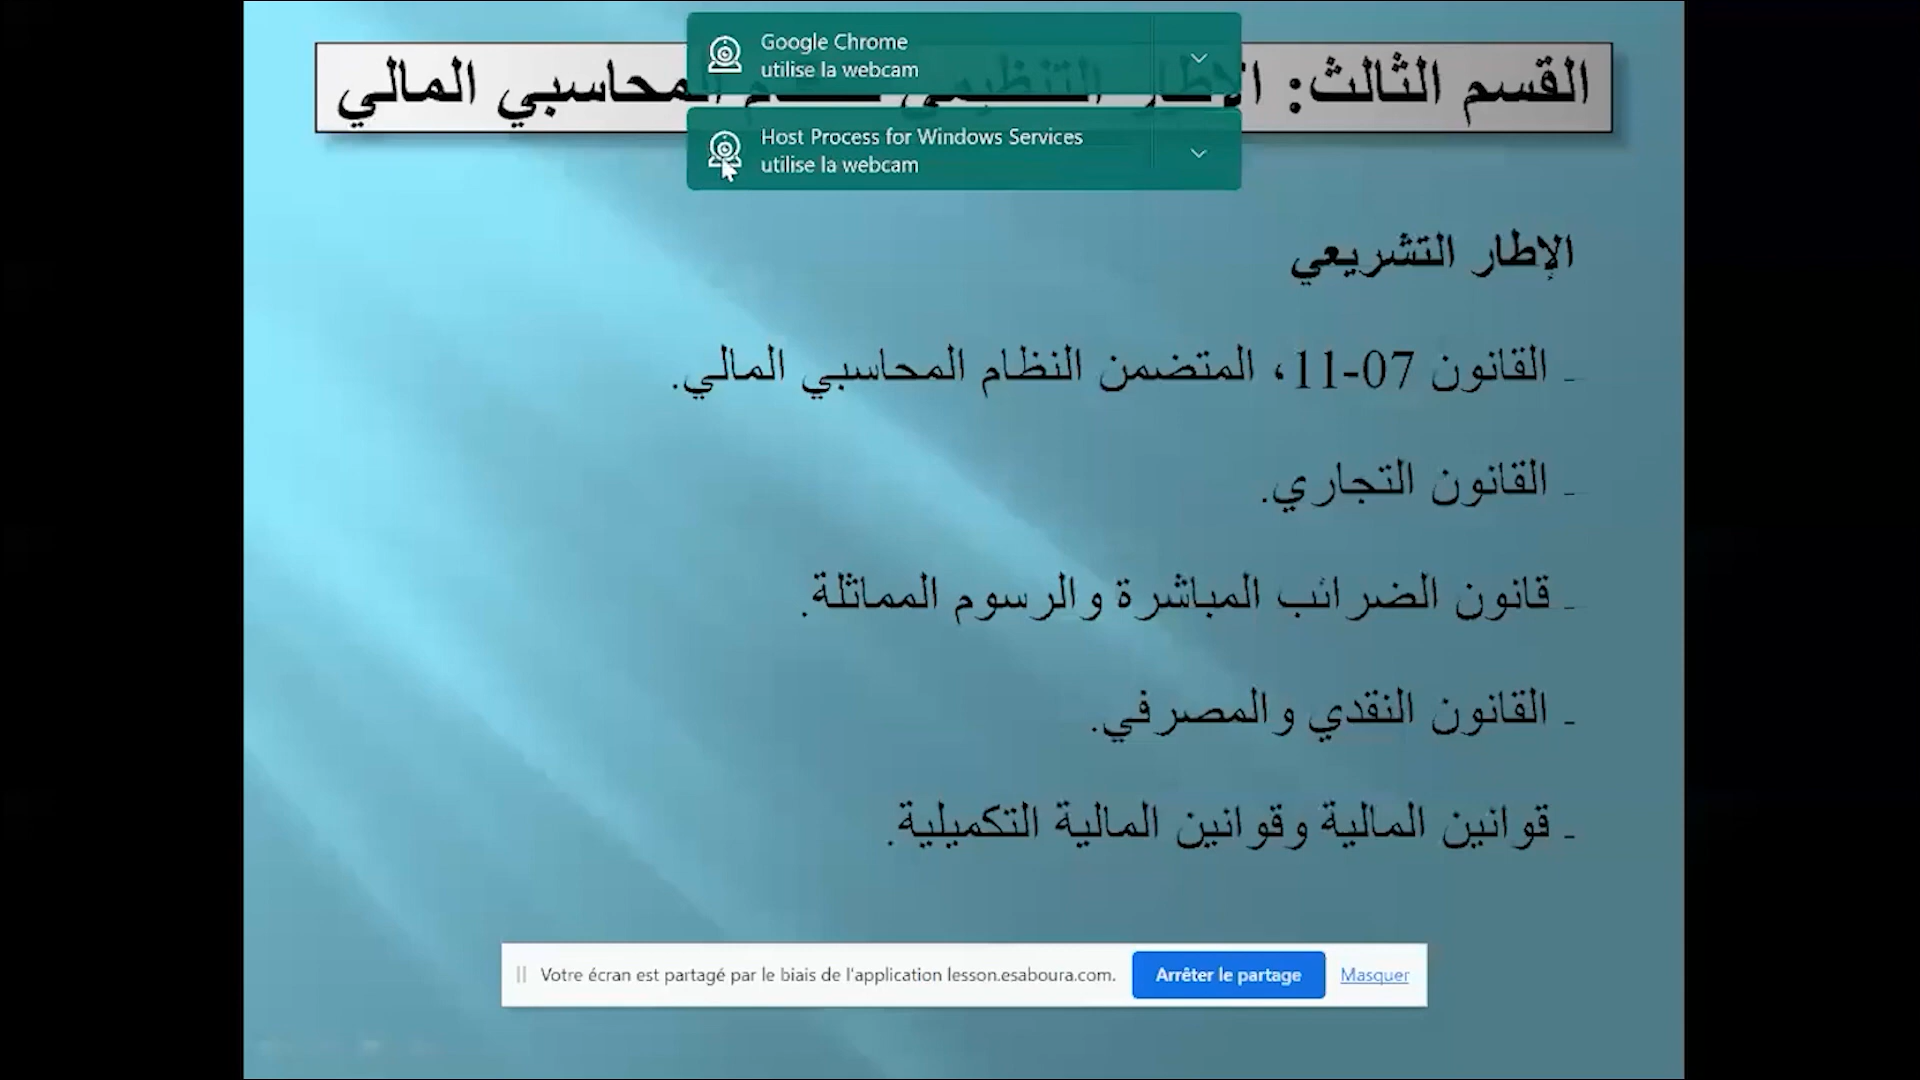 Google Chrome
utilise la webcam
القسم الثالث: الإطار التنظيمي المحاسبي المالي
Host Process for Windows Services
utilise la webcam
الإطار التشريعي
- القانون 07-11، المتضمن النظام المحاسبي المالي.
- القانون التجاري.
- قانون الضرائب المباشرة والرسوم المماثلة.
- القانون النقدي والمصرفي.
- قوانين المالية وقوانين المالية التكميلية.
Votre écran est partagé par le biais de l'application lesson.esaboura.com. Arrêter le partage Masquer